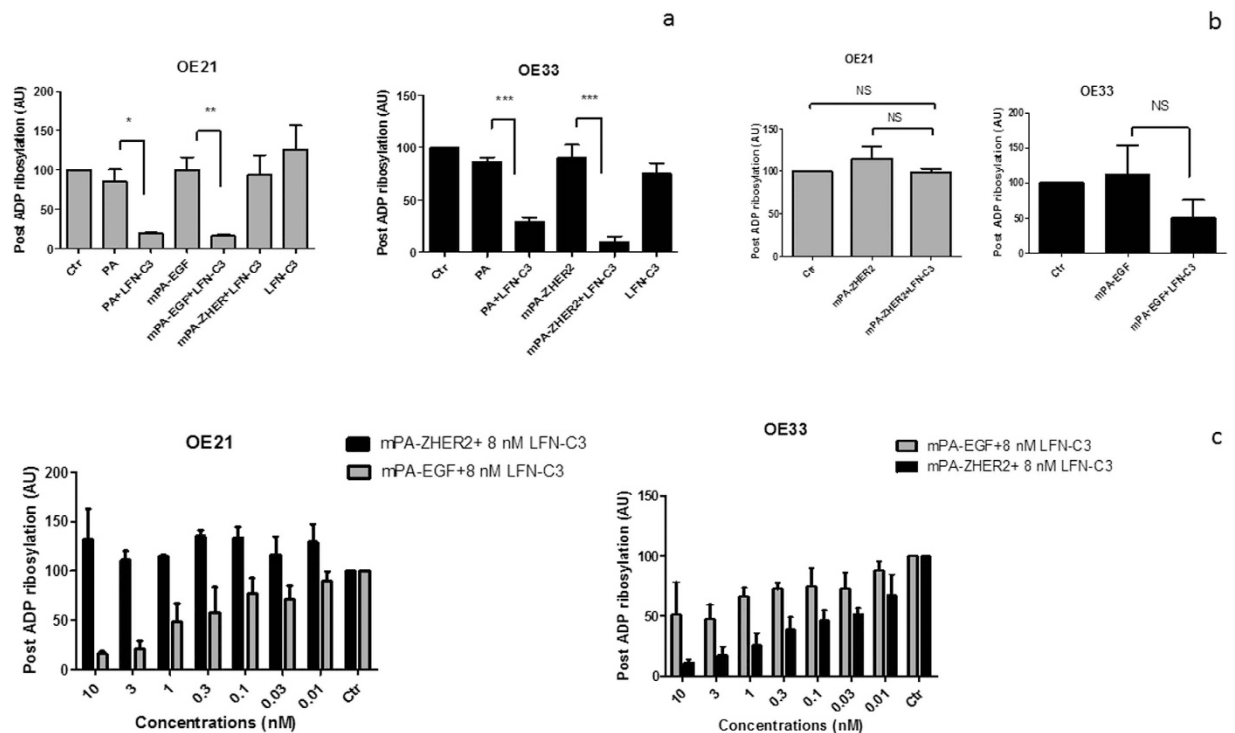 a
OE21
Post ADP ribosylation (AU)
200
150
100
50
0
*
**
Ctr
PA
PA+LFN-C3
mPA-EGF
mPA-EGF+LFN-C3
mPA-ZHER+LFN-C3
LFN-C3
OE33
Post ADP ribosylation (AU)
150
100
50
0
***
***
Ctr
PA
PA+LFN-C3
mPA-ZHER2
mPA-ZHER2+LFN-C3
LFN-C3
b
OE21
Post ADP ribosylation (AU)
150
100
50
0
NS
NS
Ctr
mPA-ZHER2
mPA-ZHER2+LFN-C3
OE33
Post ADP ribosylation (AU)
200
150
100
50
0
NS
Ctr
mPA-EGF
mPA-EGF+LFN-C3
c
OE21
mPA-ZHER2+ 8 nM LFN-C3
mPA-EGF+8 nM LFN-C3
Post ADP ribosylation (AU)
200
150
100
50
0
10
3
1
0.3
0.1
0.03
0.01
Ctr
Concentrations (nM)
OE33
mPA-EGF+8 nM LFN-C3
mPA-ZHER2+ 8 nM LFN-C3
Post ADP ribosylation (AU)
150
100
50
0
10
3
1
0.3
0.1
0.03
0.01
Ctr
Concentrations (nM)